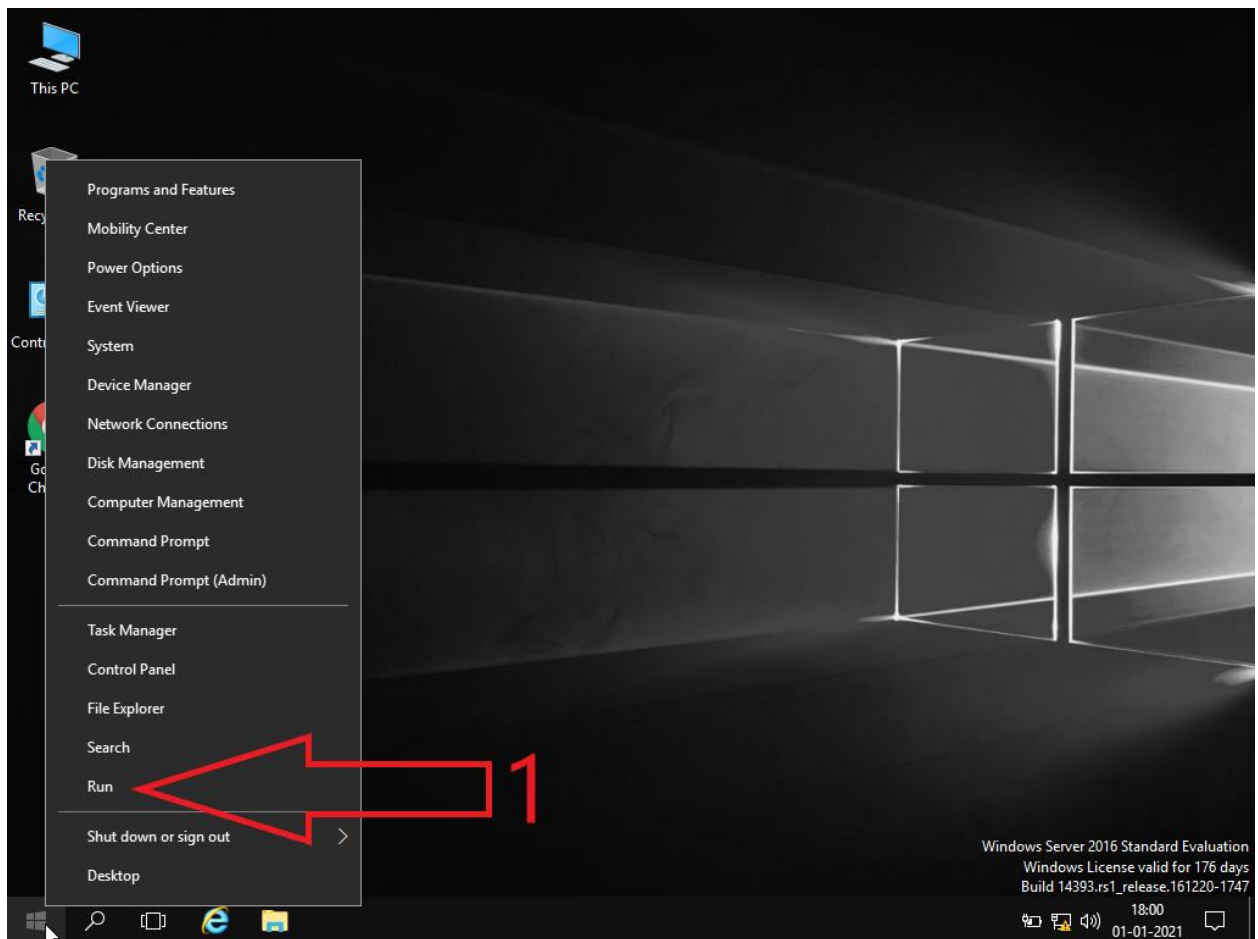 This PC
Recy
Cont
Go
Ch
Programs and Features
Mobility Center
Power Options
Event Viewer
System
Device Manager
Network Connections
Disk Management
Computer Management
Command Prompt
Command Prompt (Admin)
Task Manager
Control Panel
File Explorer
Search
Run
1
Shut down or sign out
Desktop
Windows Server 2016 Standard Evaluation
Windows License valid for 176 days
Build 14393.rs1_release.161220-1747
18:00
01-01-2021